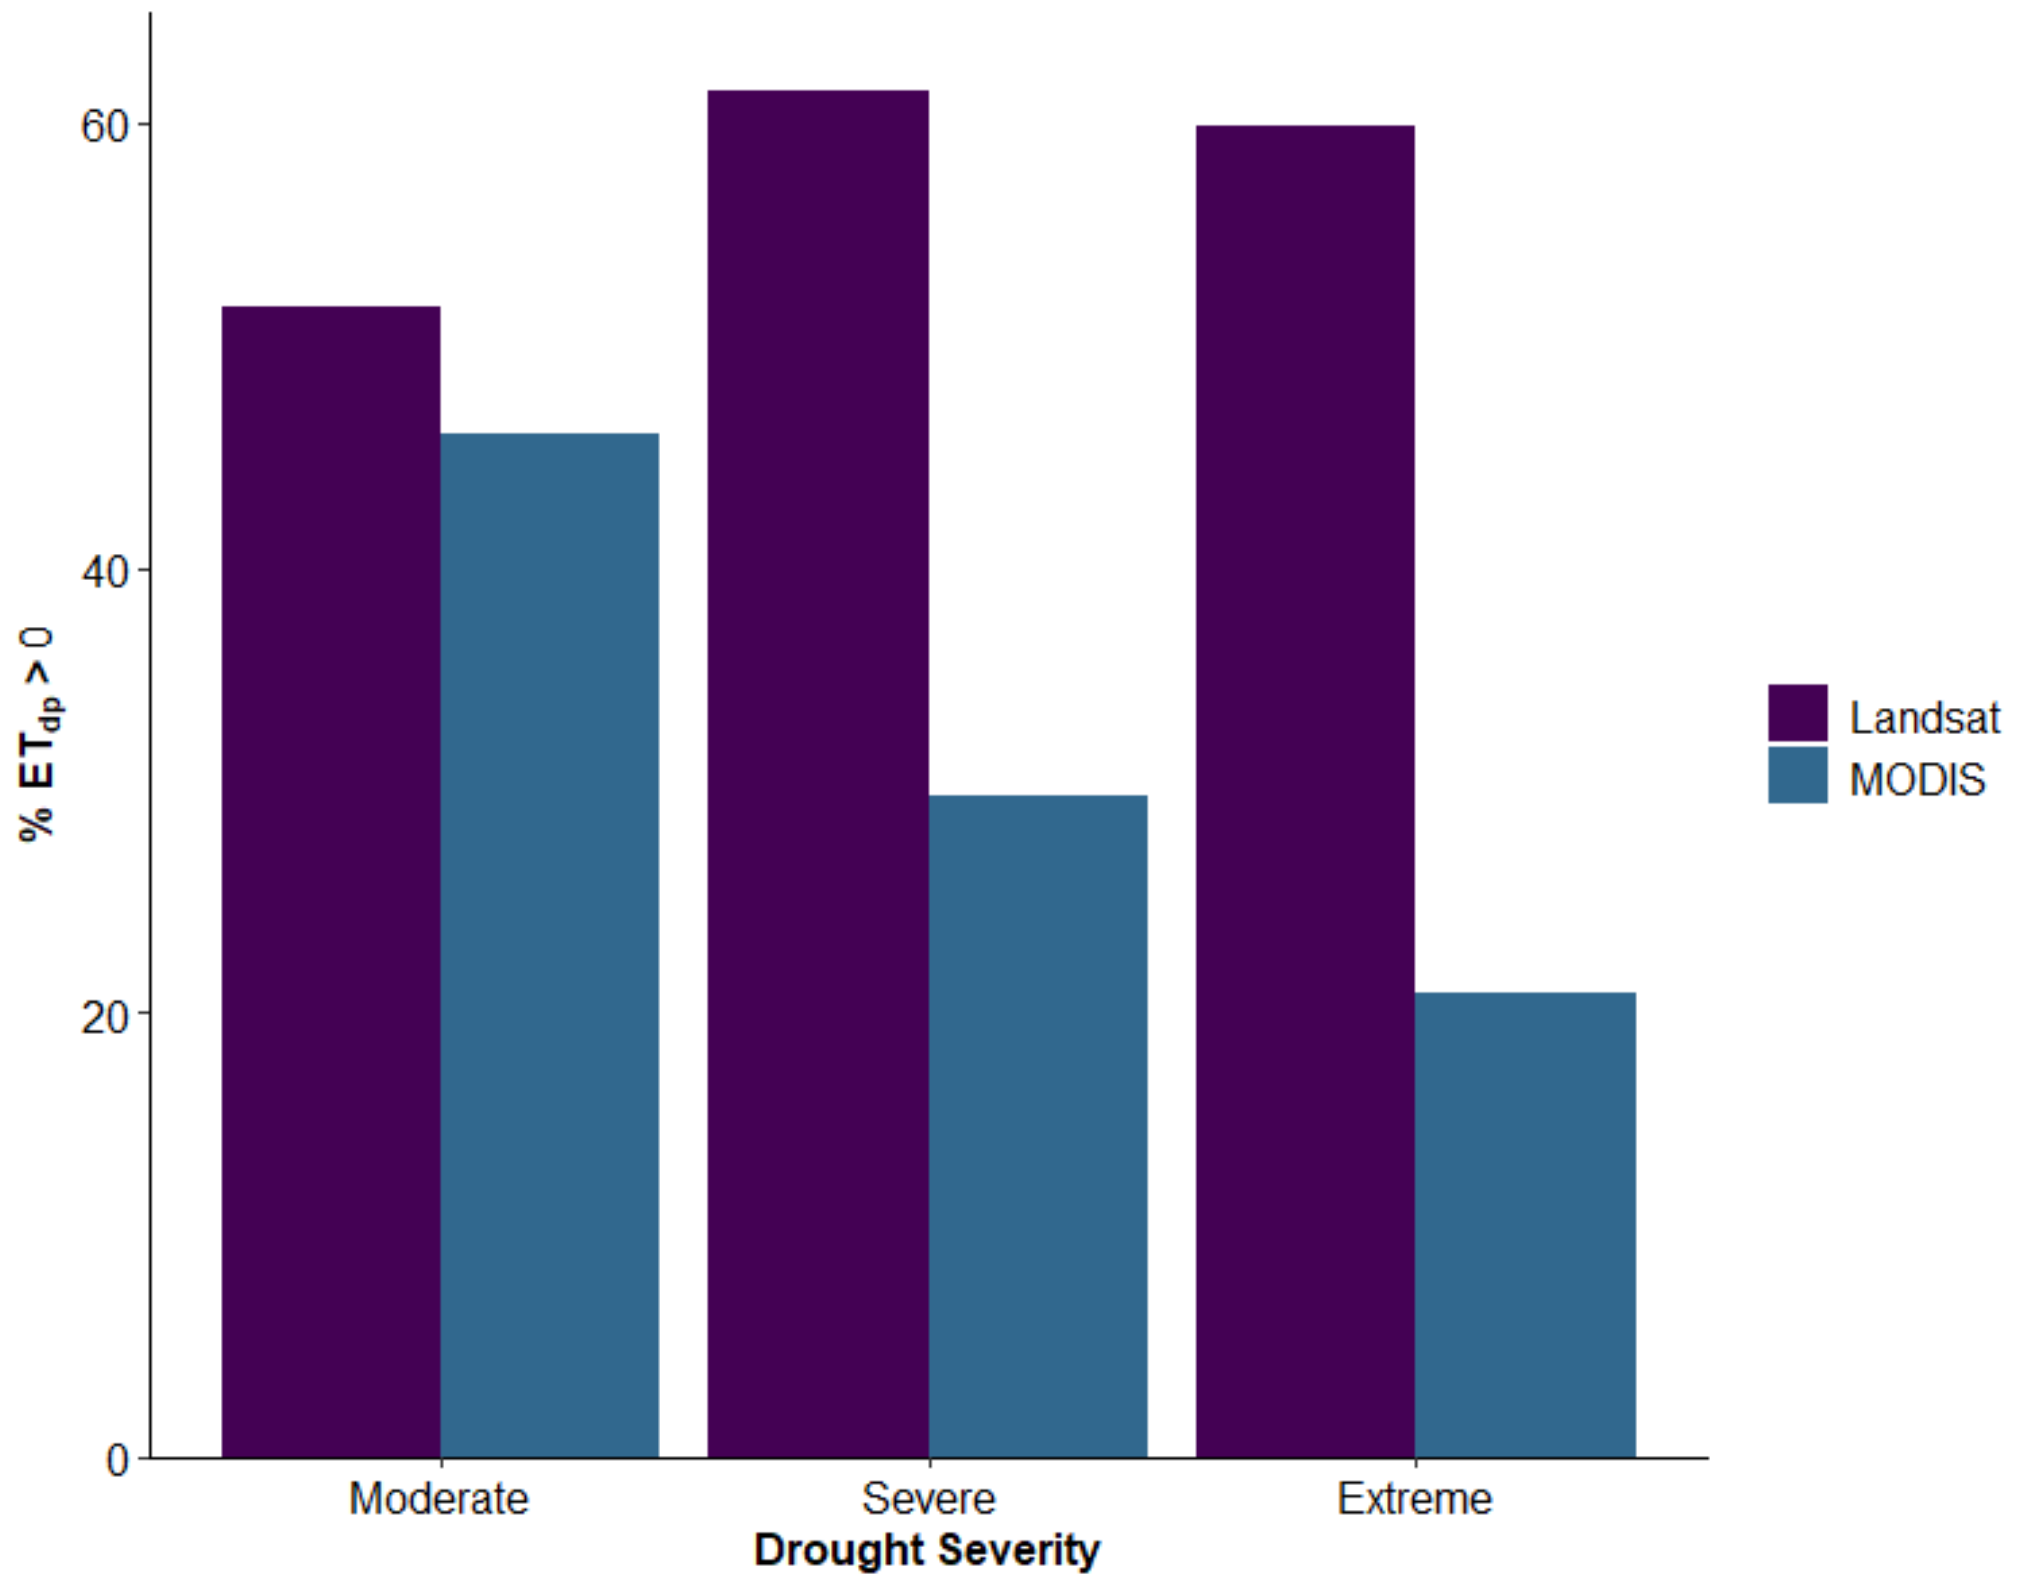 60
40
20
0
% ETdp > 0
Moderate Severe Extreme
Drought Severity
Landsat
MODIS